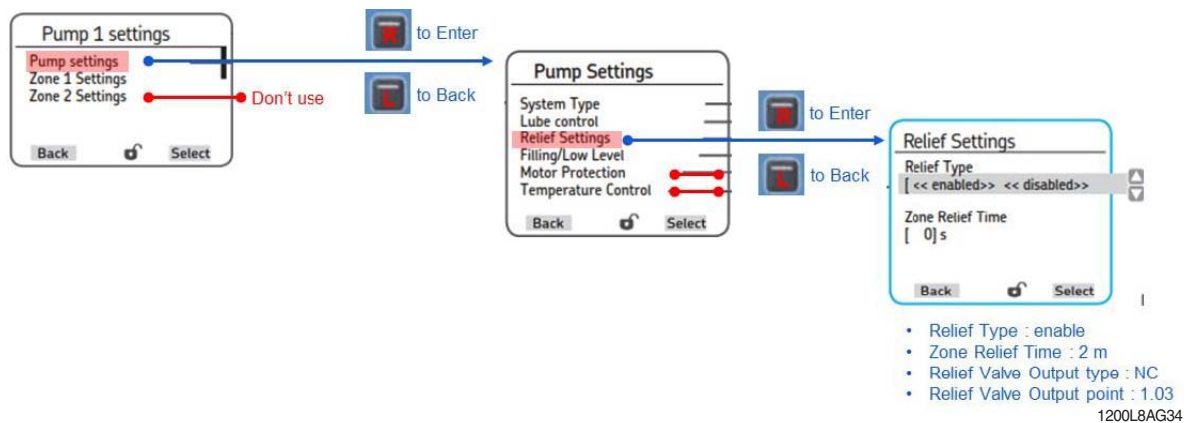 Pump 1 settings
Pump settings
Zone 1 Settings
Zone 2 Settings
Back
Select
Don't use
R
to Enter
L
to Back
Pump Settings
System Type
Lube control
Relief Settings
Filling/Low Level
Motor Protection
Temperature Control
Back
Select
R
to Enter
L
to Back
Relief Settings
Relief Type
[ << enabled>> << disabled>>
Zone Relief Time
[ 0] s
Back
Select
• Relief Type : enable
• Zone Relief Time : 2 m
• Relief Valve Output type : NC
• Relief Valve Output point : 1.03
1200L8AG34